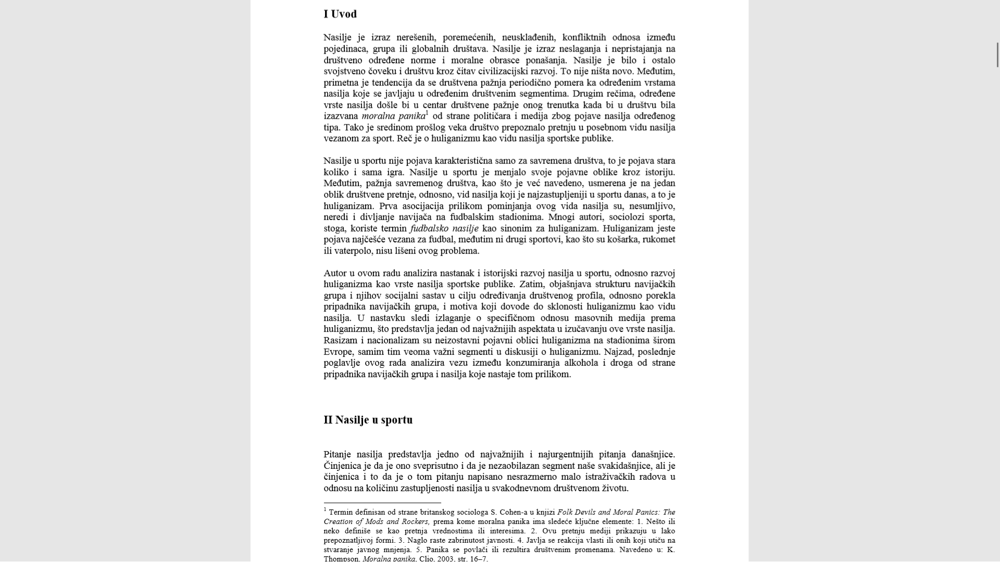 I Uvod
Nasilje je izraz nerešenih, poremećenih, neusklađenih, konfliktnih odnosa između
pojedinaca, grupa ili globalnih društava. Nasilje je izraz neslaganja i nepristajanja na
društveno određene norme i moralne obrasce ponašanja. Nasilje je bilo i ostalo
svojstveno čoveku i društvu kroz čitav civilizacijski razvoj. To nije ništa novo. Međutim,
primetna je tendencija da se društvena pažnja periodično pomera ka određenim vrstama
nasilja koje se javljaju u određenim društvenim segmentima. Drugim rečima, određene
vrste nasilja došle bi u centar društvene pažnje onog trenutka kada bi u društvu bila
izazvana moralna panika¹ od strane političara i medija zbog pojave nasilja određenog
tipa. Tako je sredinom prošlog veka društvo prepoznalo pretnju u posebnom vidu nasilja
vezanom za sport. Reč je o huliganizmu kao vidu nasilja sportske publike.
Nasilje u sportu nije pojava karakteristična samo za savremena društva, to je pojava stara
koliko i sama igra. Nasilje u sportu je menjalo svoje pojavne oblike kroz istoriju.
Međutim, pažnja savremenog društva, kao što je već navedeno, usmerena je na jedan
oblik društvene pretnje, odnosno, vid nasilja koji je najzastupljeniji u sportu danas, a to je
huliganizam. Prva asocijacija prilikom pominjanja ovog vida nasilja su, nesumljivo,
neredi i divljanje navijača na fudbalskim stadionima. Mnogi autori, sociolozi sporta,
stoga, koriste termin fudbalsko nasilje kao sinonim za huliganizam. Huliganizam jeste
pojava najčešće vezana za fudbal, međutim ni drugi sportovi, kao što su košarka, rukomet
ili vaterpolo, nisu lišeni ovog problema.
Autor u ovom radu analizira nastanak i istorijski razvoj nasilja u sportu, odnosno razvoj
huliganizma kao vrste nasilja sportske publike. Zatim, objašnjava strukturu navijačkih
grupa i njihov socijalni sastav u cilju određivanja društvenog profila, odnosno porekla
pripadnika navijačkih grupa, i motiva koji dovode do sklonosti huliganizmu kao vidu
nasilja. U nastavku sledi izlaganje o specifičnom odnosu masovnih medija prema
huliganizmu, što predstavlja jedan od najvažnijih aspektata u izučavanju ove vrste nasilja.
Rasizam i nacionalizam su neizostavni pojavni oblici huliganizma na stadionima širom
Evrope, samim tim veoma važni segmenti u diskusiji o huliganizmu. Najzad, poslednje
poglavlje ovog rada analizira vezu između konzumiranja alkohola i droga od strane
pripadnika navijačkih grupa i nasilja koje nastaje tom prilikom.
II Nasilje u sportu
Pitanje nasilja predstavlja jedno od najvažnijih i najurgentnijih pitanja današnjice.
Činjenica je da je ono sveprisutno i da je nezaobilazan segment naše svakidašnjice, ali je
činjenica i to da je o tom pitanju napisano nesrazmerno malo istraživačkih radova u
odnosu na količinu zastupljenosti nasilja u svakodnevnom društvenom životu.
¹ Termin definisan od strane britanskog sociologa S. Cohen-a u knjizi Folk Devils and Moral Panics: The
Creation of Mods and Rockers, prema kome moralna panika ima sledeće ključne elemente: 1. Nešto ili
neko definiše se kao pretnja vrednostima ili interesima. 2. Ovu pretnju mediji prikazuju u lako
prepoznatljivoj formi. 3. Naglo raste zabrinutost javnosti. 4. Javlja se reakcija vlasti ili onih koji utiču na
stvaranje javnog mnjenja. 5. Panika se povlači ili rezultira društvenim promenama. Navedeno u: K.
Thompson, Moralna panika, Clio, 2003, str. 16–7.